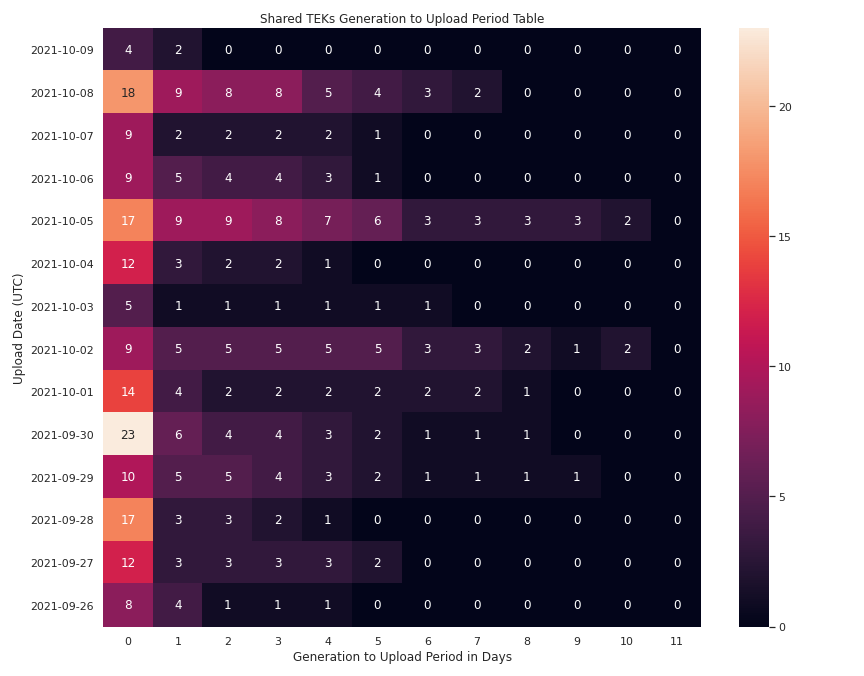 Shared TEKs Generation to Upload Period Table
2021-10-09 4 2 0 0 0 0 0 0 0 0 0 0
2021-10-08 18 9 8 8 5 4 3 2 0 0 0 0
2021-10-07 9 2 2 2 2 1 0 0 0 0 0 0
2021-10-06 9 5 4 4 3 1 0 0 0 0 0 0
2021-10-05 17 9 9 8 7 6 3 3 3 3 2 0
2021-10-04 12 3 2 2 1 0 0 0 0 0 0 0
2021-10-03 5 1 1 1 1 1 1 0 0 0 0 0
2021-10-02 9 5 5 5 5 5 3 3 2 1 2 0
2021-10-01 14 4 2 2 2 2 2 2 1 0 0 0
2021-09-30 23 6 4 4 3 2 1 1 1 0 0 0
2021-09-29 10 5 5 4 3 2 1 1 1 1 0 0
2021-09-28 17 3 3 2 1 0 0 0 0 0 0 0
2021-09-27 12 3 3 3 3 2 0 0 0 0 0 0
2021-09-26 8 4 1 1 1 0 0 0 0 0 0 0
0 1 2 3 4 5 6 7 8 9 10 11
Generation to Upload Period in Days
Upload Date (UTC)
20
15
10
5
0